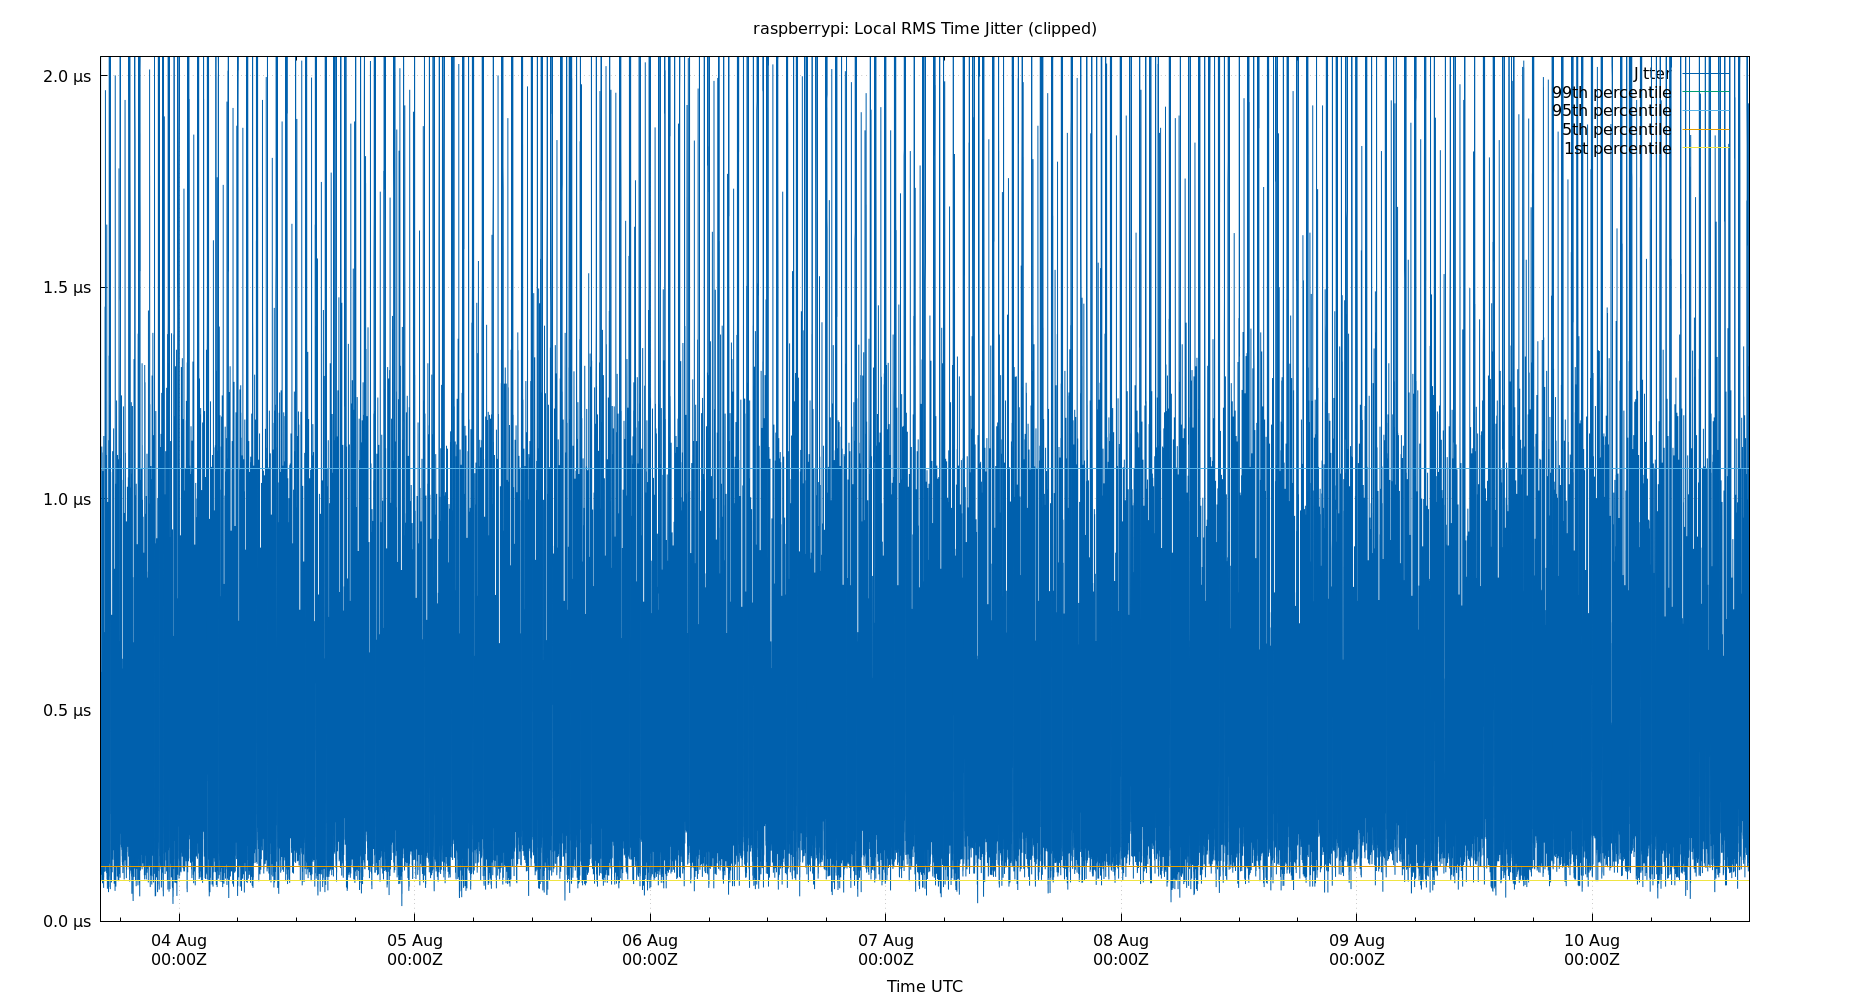 raspberrypi: Local RMS Time Jitter (clipped)
2.0 µs
1.5 µs
1.0 µs
0.5 µs
0.0 µs
Jitter
99th percentile
95th percentile
5th percentile
1st percentile
04 Aug
00:00Z
05 Aug
00:00Z
06 Aug
00:00Z
07 Aug
00:00Z
08 Aug
00:00Z
09 Aug
00:00Z
10 Aug
00:00Z
Time UTC